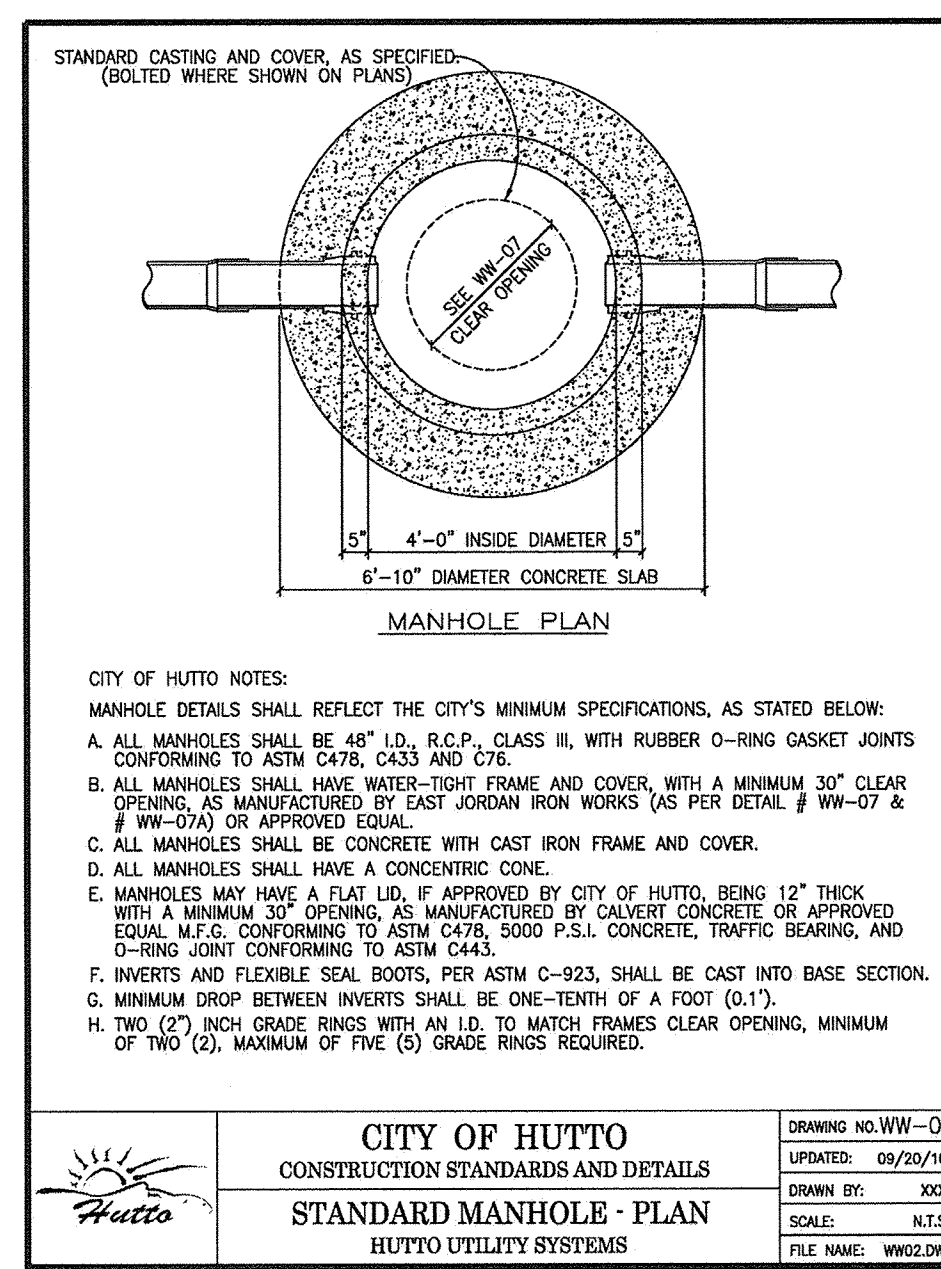 STANDARD CASTING AND COVER, AS SPECIFIED.
(BOLTED WHERE SHOWN ON PLANS)
SEE WW-07
CLEAR OPENING
5" 4'-0" INSIDE DIAMETER 5"
6'-10" DIAMETER CONCRETE SLAB
MANHOLE PLAN
CITY OF HUTTO NOTES:
MANHOLE DETAILS SHALL REFLECT THE CITY'S MINIMUM SPECIFICATIONS, AS STATED BELOW:
A. ALL MANHOLES SHALL BE 48" I.D., R.C.P., CLASS III, WITH RUBBER O-RING GASKET JOINTS
CONFORMING TO ASTM C478, C433 AND C76.
B. ALL MANHOLES SHALL HAVE WATER-TIGHT FRAME AND COVER, WITH A MINIMUM 30" CLEAR
OPENING, AS MANUFACTURED BY EAST JORDAN IRON WORKS (AS PER DETAIL # WW-07 &
# WW-07A) OR APPROVED EQUAL.
C. ALL MANHOLES SHALL BE CONCRETE WITH CAST IRON FRAME AND COVER.
D. ALL MANHOLES SHALL HAVE A CONCENTRIC CONE.
E. MANHOLES MAY HAVE A FLAT LID, IF APPROVED BY CITY OF HUTTO, BEING 12" THICK
WITH A MINIMUM 30" OPENING, AS MANUFACTURED BY CALVERT CONCRETE OR APPROVED
EQUAL M.F.G. CONFORMING TO ASTM C478, 5000 P.S.I. CONCRETE, TRAFFIC BEARING, AND
O-RING JOINT CONFORMING TO ASTM C443.
F. INVERTS AND FLEXIBLE SEAL BOOTS, PER ASTM C-923, SHALL BE CAST INTO BASE SECTION.
G. MINIMUM DROP BETWEEN INVERTS SHALL BE ONE-TENTH OF A FOOT (0.1').
H. TWO (2") INCH GRADE RINGS WITH AN I.D. TO MATCH FRAMES CLEAR OPENING, MINIMUM
OF TWO (2), MAXIMUM OF FIVE (5) GRADE RINGS REQUIRED.
Hutto
CITY OF HUTTO
CONSTRUCTION STANDARDS AND DETAILS
STANDARD MANHOLE - PLAN
HUTTO UTILITY SYSTEMS
DRAWING NO. WW-0
UPDATED: 09/20/1
DRAWN BY: XX
SCALE: N.T.S
FILE NAME: WW02.DW